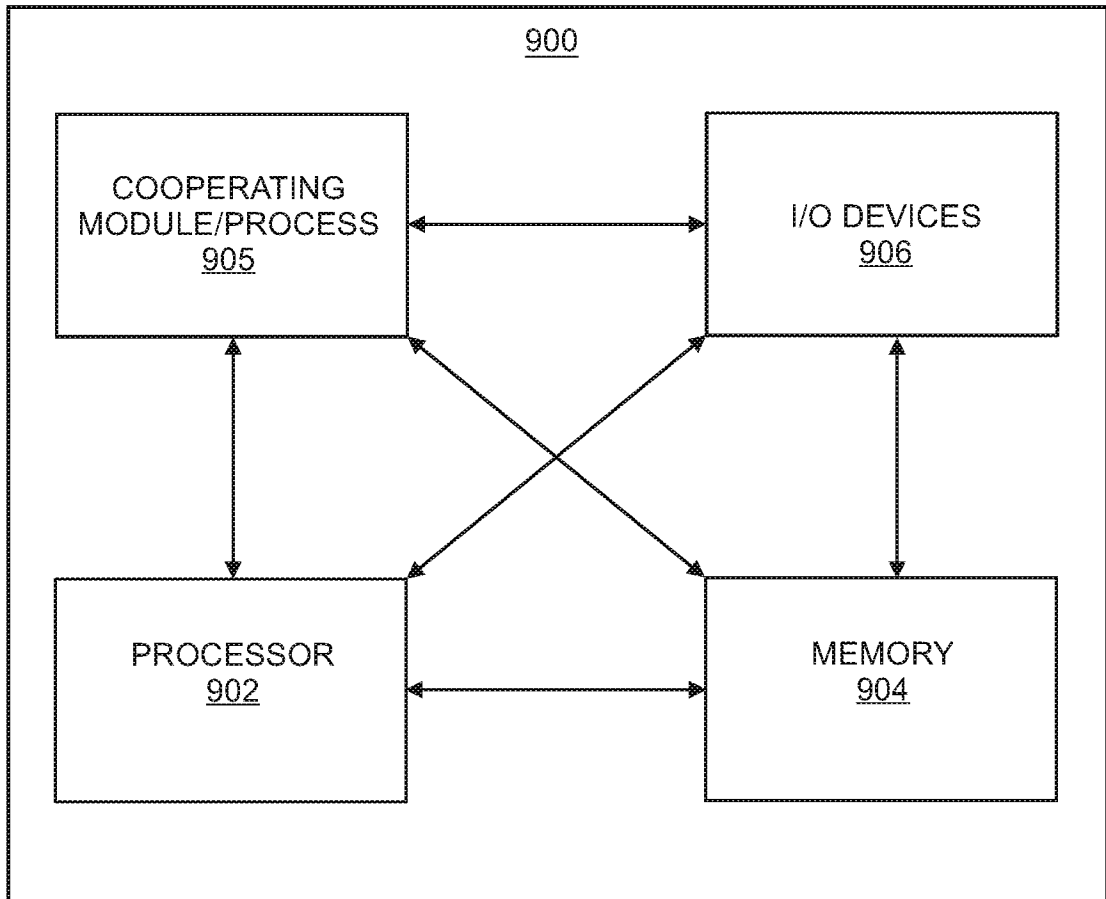 900
COOPERATING
MODULE/PROCESS
905
I/O DEVICES
906
PROCESSOR
902
MEMORY
904